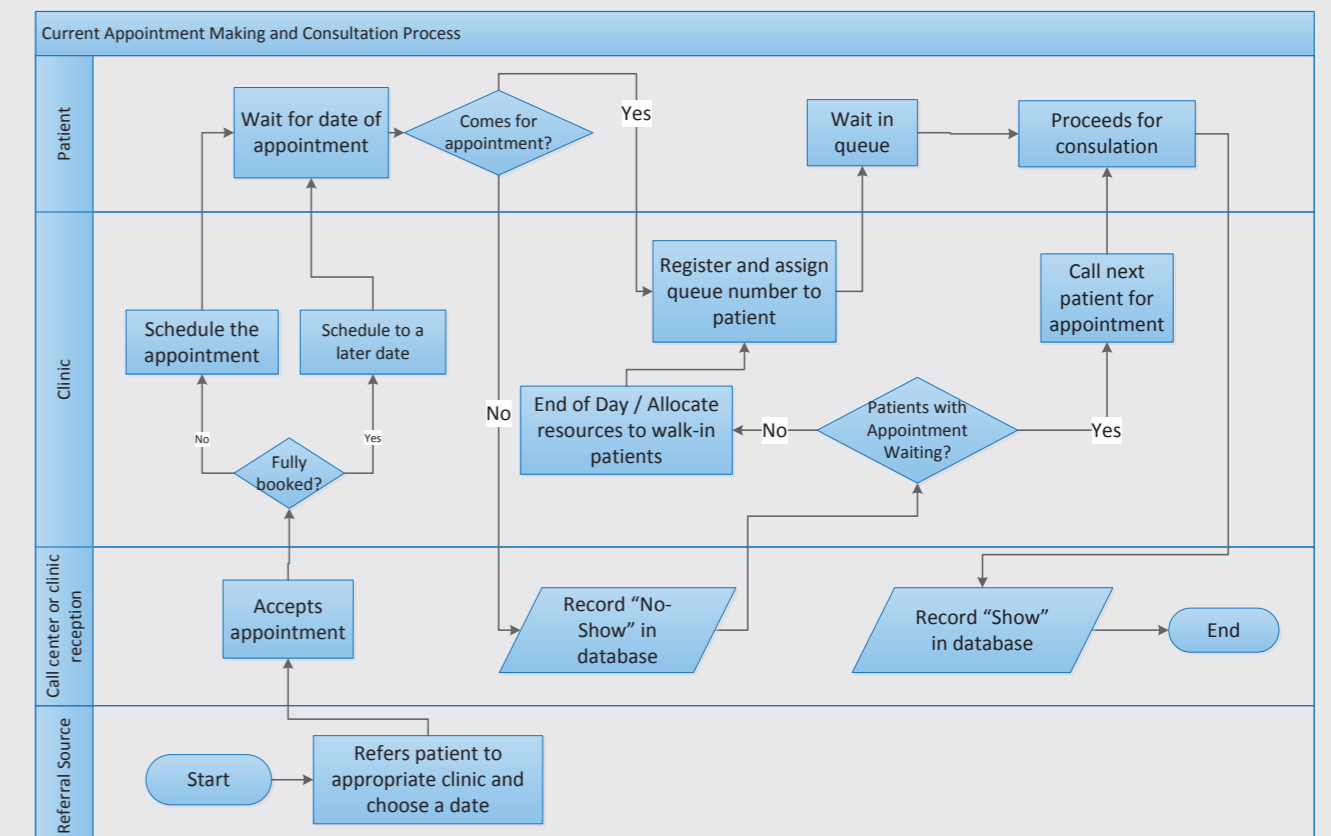 Current Appointment Making and Consultation Process
Patient
Wait for date of
appointment
Comes for
appointment?
Yes
Wait in
queue
Proceeds for
consulation
Clinic
Schedule the
appointment
Schedule to a
later date
No
Yes
Fully
booked?
Register and assign
queue number to
patient
Call next
patient for
appointment
No
End of Day / Allocate
resources to walk-in
patients
No
Patients with
Appointment
Waiting?
Yes
Call center or clinic
reception
Accepts
appointment
Record “No-
Show” in
database
Record “Show”
in database
End
Referral Source
Start
Refers patient to
appropriate clinic and
choose a date